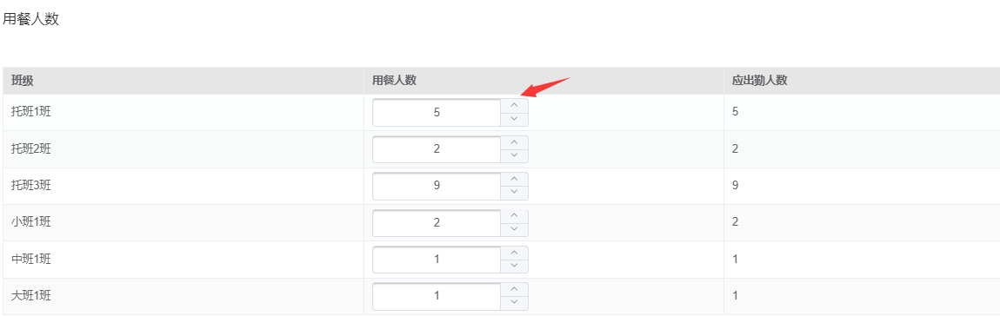 用餐人数
班级 用餐人数 应出勤人数
托班1班 5 5
托班2班 2 2
托班3班 9 9
小班1班 2 2
中班1班 1 1
大班1班 1 1